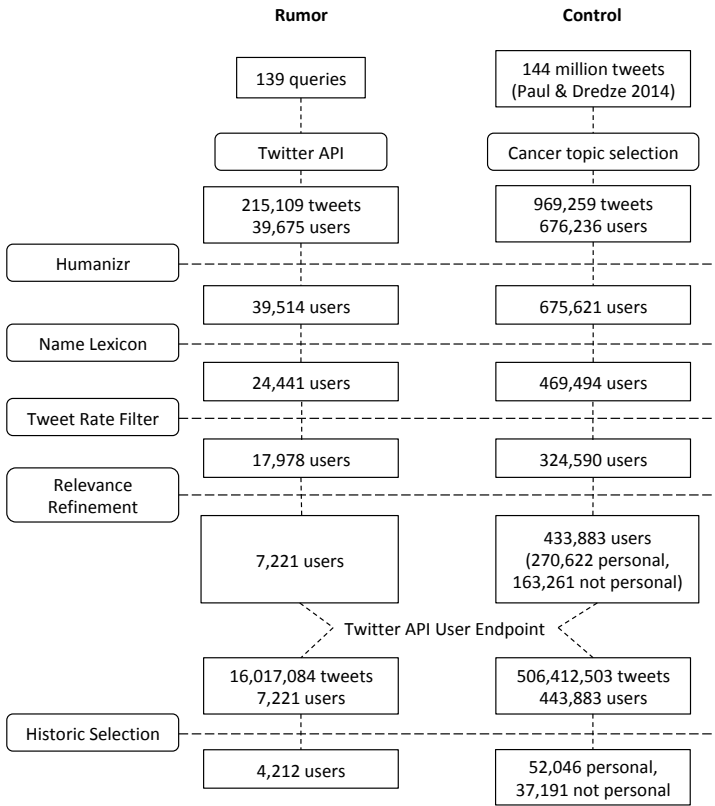 Rumor
Control
139 queries
144 million tweets
(Paul & Dredze 2014)
Twitter API
Cancer topic selection
215,109 tweets
39,675 users
969,259 tweets
676,236 users
Humanizr
39,514 users
675,621 users
Name Lexicon
24,441 users
469,494 users
Tweet Rate Filter
17,978 users
324,590 users
Relevance
Refinement
7,221 users
433,883 users
(270,622 personal,
163,261 not personal)
Twitter API User Endpoint
16,017,084 tweets
7,221 users
506,412,503 tweets
443,883 users
Historic Selection
4,212 users
52,046 personal,
37,191 not personal